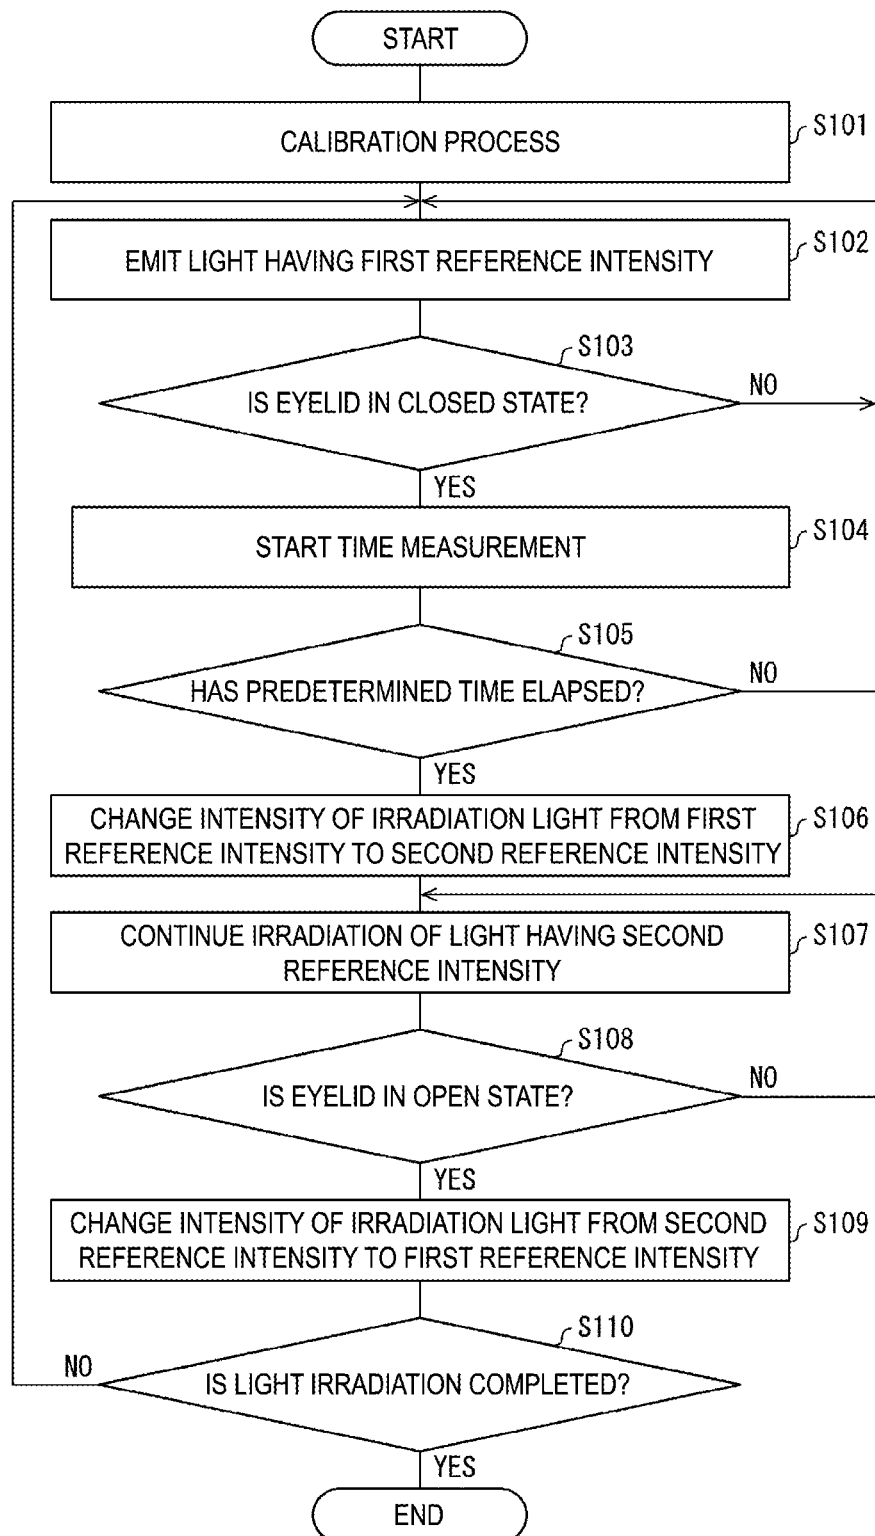 START
CALIBRATION PROCESS
S101
EMIT LIGHT HAVING FIRST REFERENCE INTENSITY
S102
S103
IS EYELID IN CLOSED STATE?
NO
YES
START TIME MEASUREMENT
S104
S105
HAS PREDETERMINED TIME ELAPSED?
NO
YES
CHANGE INTENSITY OF IRRADIATION LIGHT FROM FIRST
REFERENCE INTENSITY TO SECOND REFERENCE INTENSITY
S106
CONTINUE IRRADIATION OF LIGHT HAVING SECOND
REFERENCE INTENSITY
S107
S108
IS EYELID IN OPEN STATE?
NO
YES
CHANGE INTENSITY OF IRRADIATION LIGHT FROM SECOND
REFERENCE INTENSITY TO FIRST REFERENCE INTENSITY
S109
S110
NO
IS LIGHT IRRADIATION COMPLETED?
YES
END